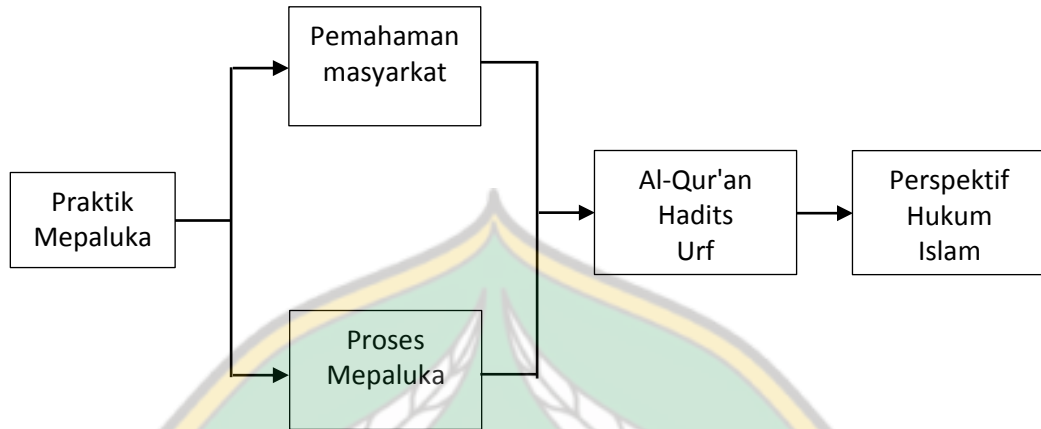 Pemahaman
masyarkat
Praktik
Mepaluka
Al-Qur'an
Hadits
Urf
Perspektif
Hukum
Islam
Proses
Mepaluka